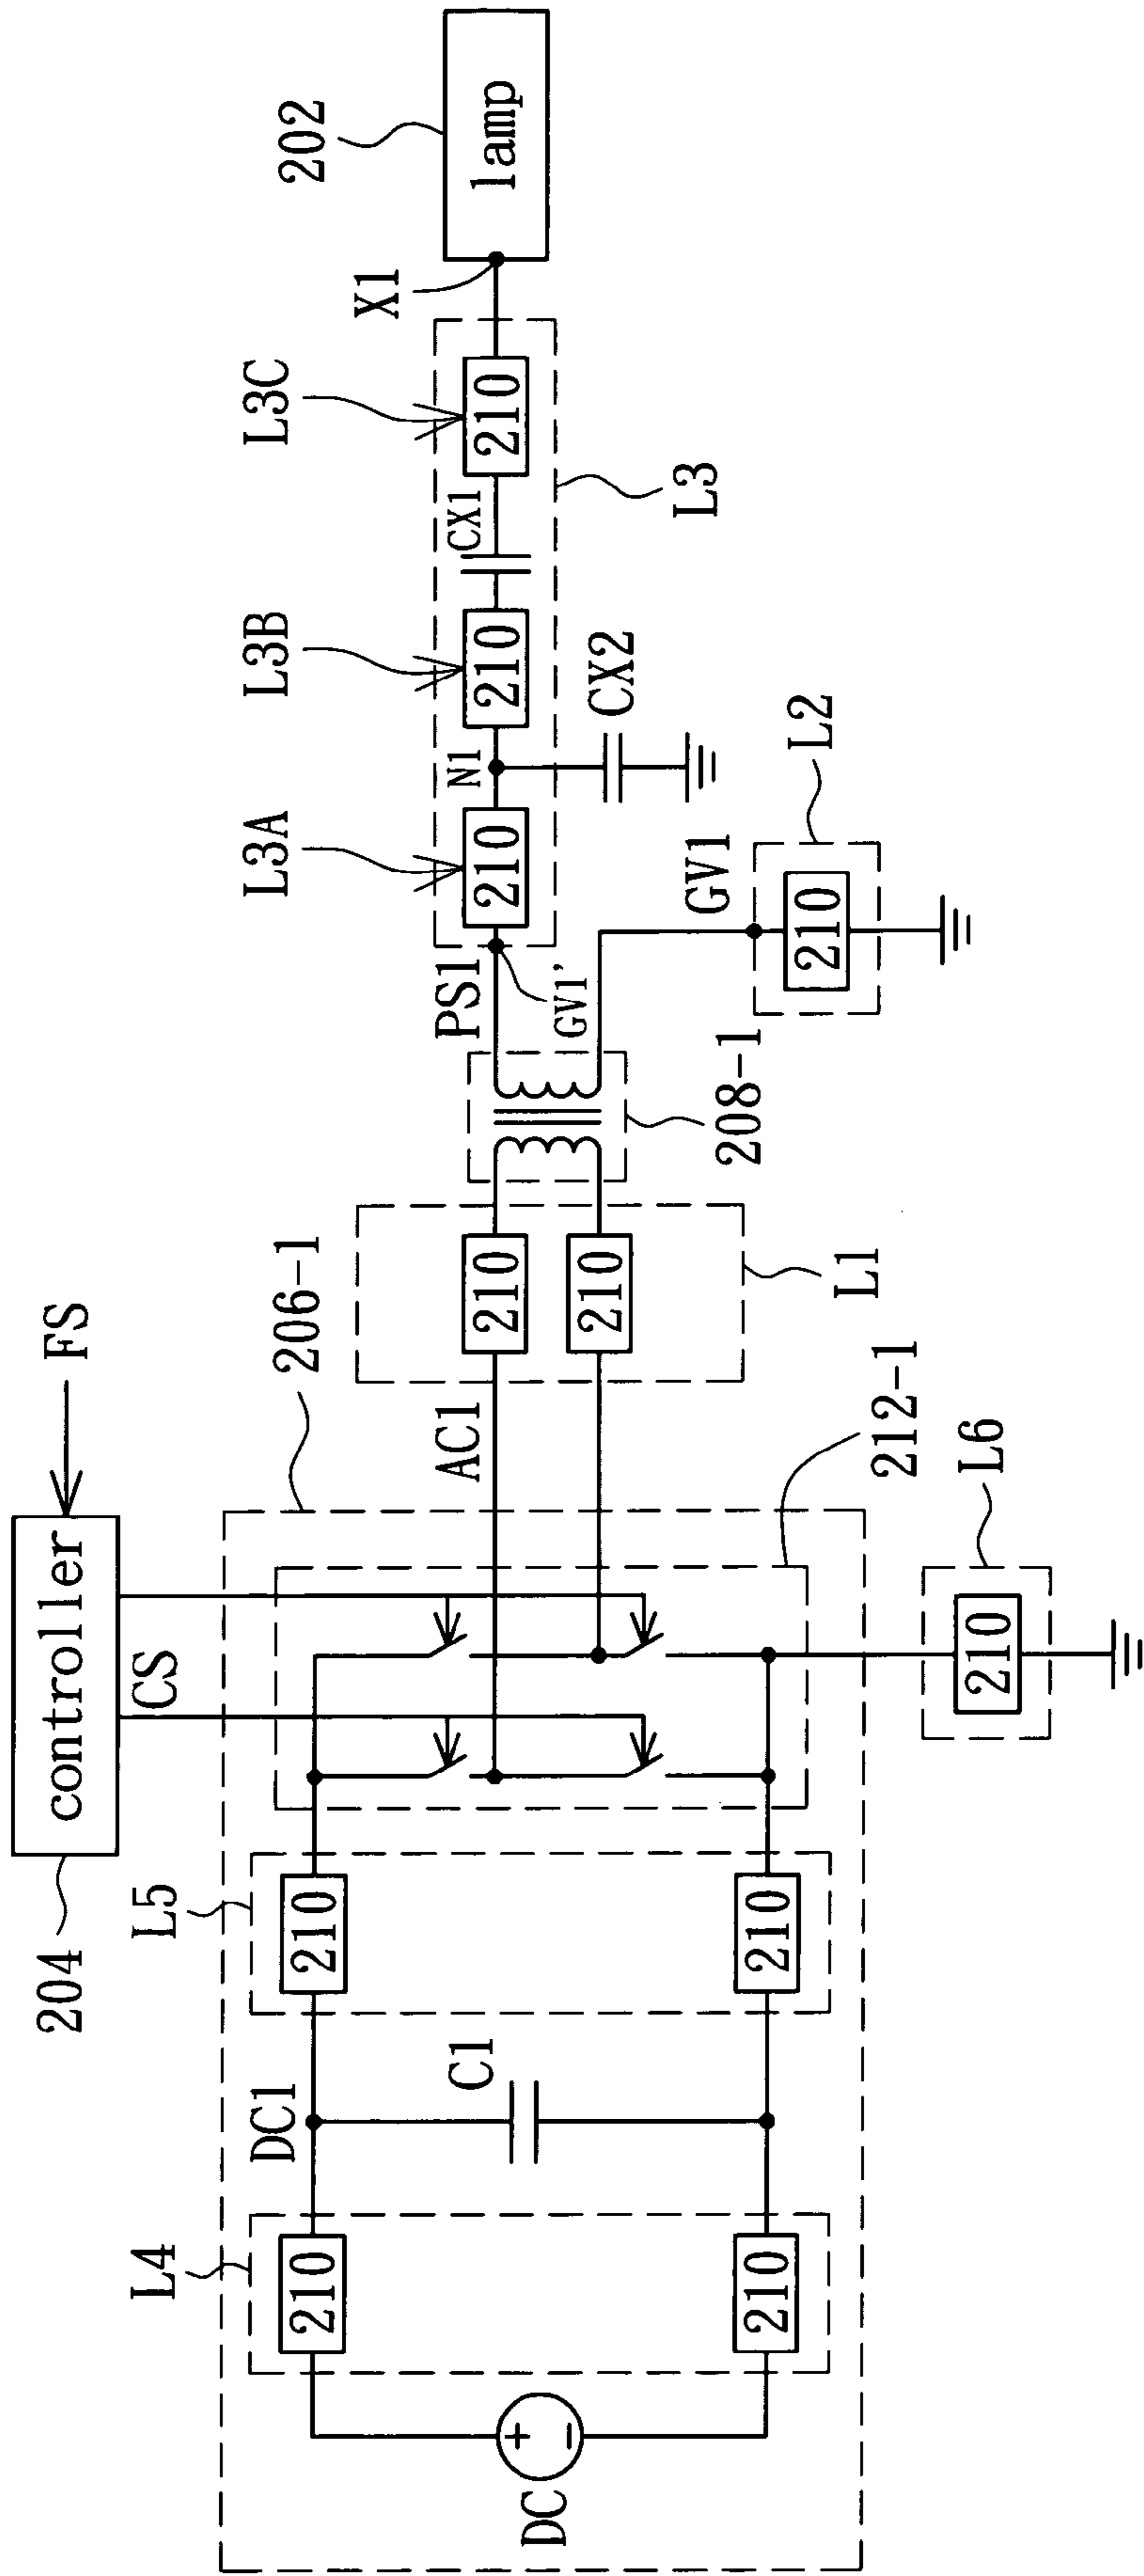 FS
controller
CS
204
206-1
L4
210
210
DC
DC1
C1
L5
210
210
212-1
L6
210
AC1
210
210
L1
208-1
PS1
GV1'
GV1
L2
210
L3A
210
N1
CX2
L3B
210
CX1
L3C
210
L3
X1
202
lamp